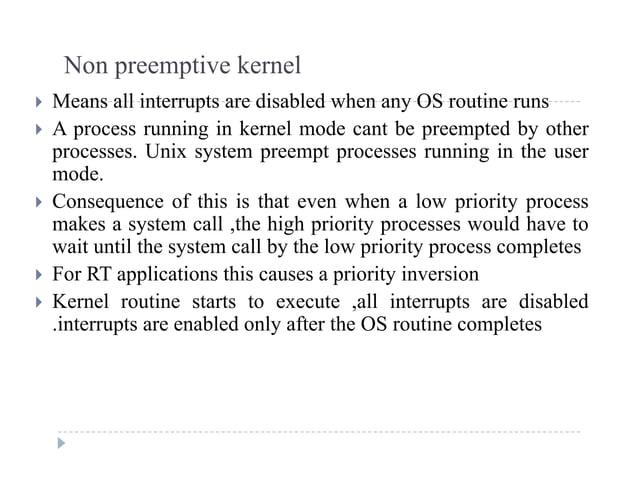 Non preemptive kernel
Means all interrupts are disabled when any OS routine runs
A process running in kernel mode cant be preempted by other
processes. Unix system preempt processes running in the user
mode.
Consequence of this is that even when a low priority process
makes a system call ,the high priority processes would have to
wait until the system call by the low priority process completes
For RT applications this causes a priority inversion
Kernel routine starts to execute ,all interrupts are disabled
.interrupts are enabled only after the OS routine completes